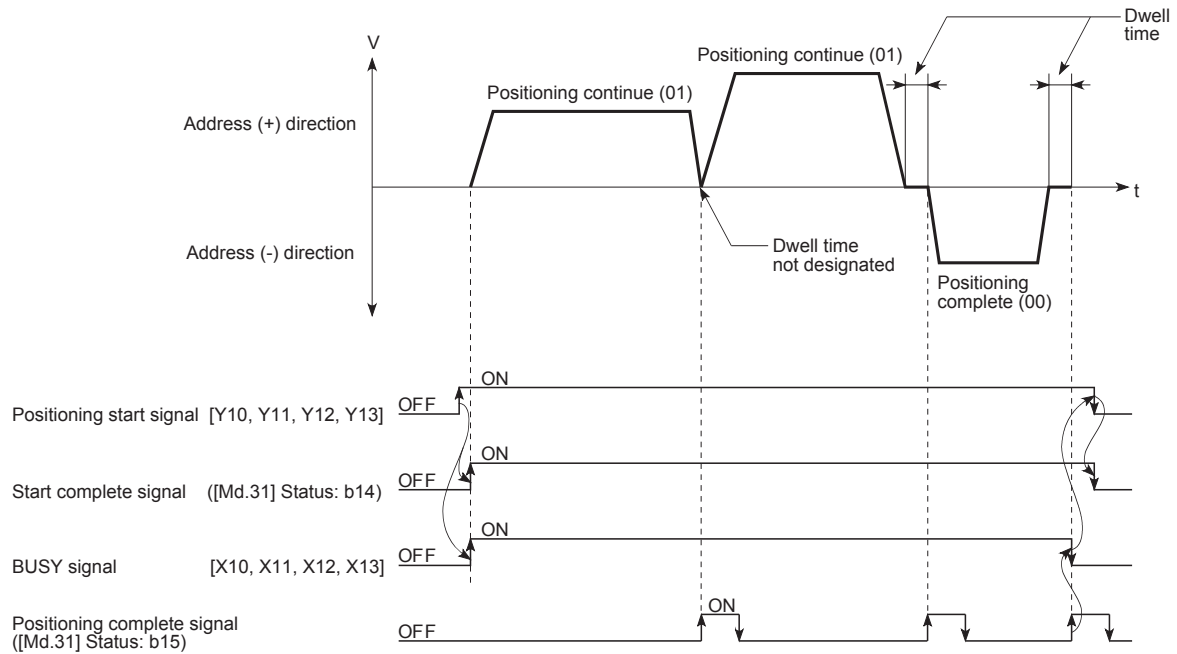 Dwell
time
V
Positioning continue (01)
Positioning continue (01)
Address (+) direction
t
Address (-) direction
Dwell time
not designated
Positioning
complete (00)
ON
Positioning start signal [Y10, Y11, Y12, Y13] OFF
ON
Start complete signal ([Md.31] Status: b14) OFF
ON
BUSY signal [X10, X11, X12, X13] OFF
ON
Positioning complete signal
([Md.31] Status: b15) OFF